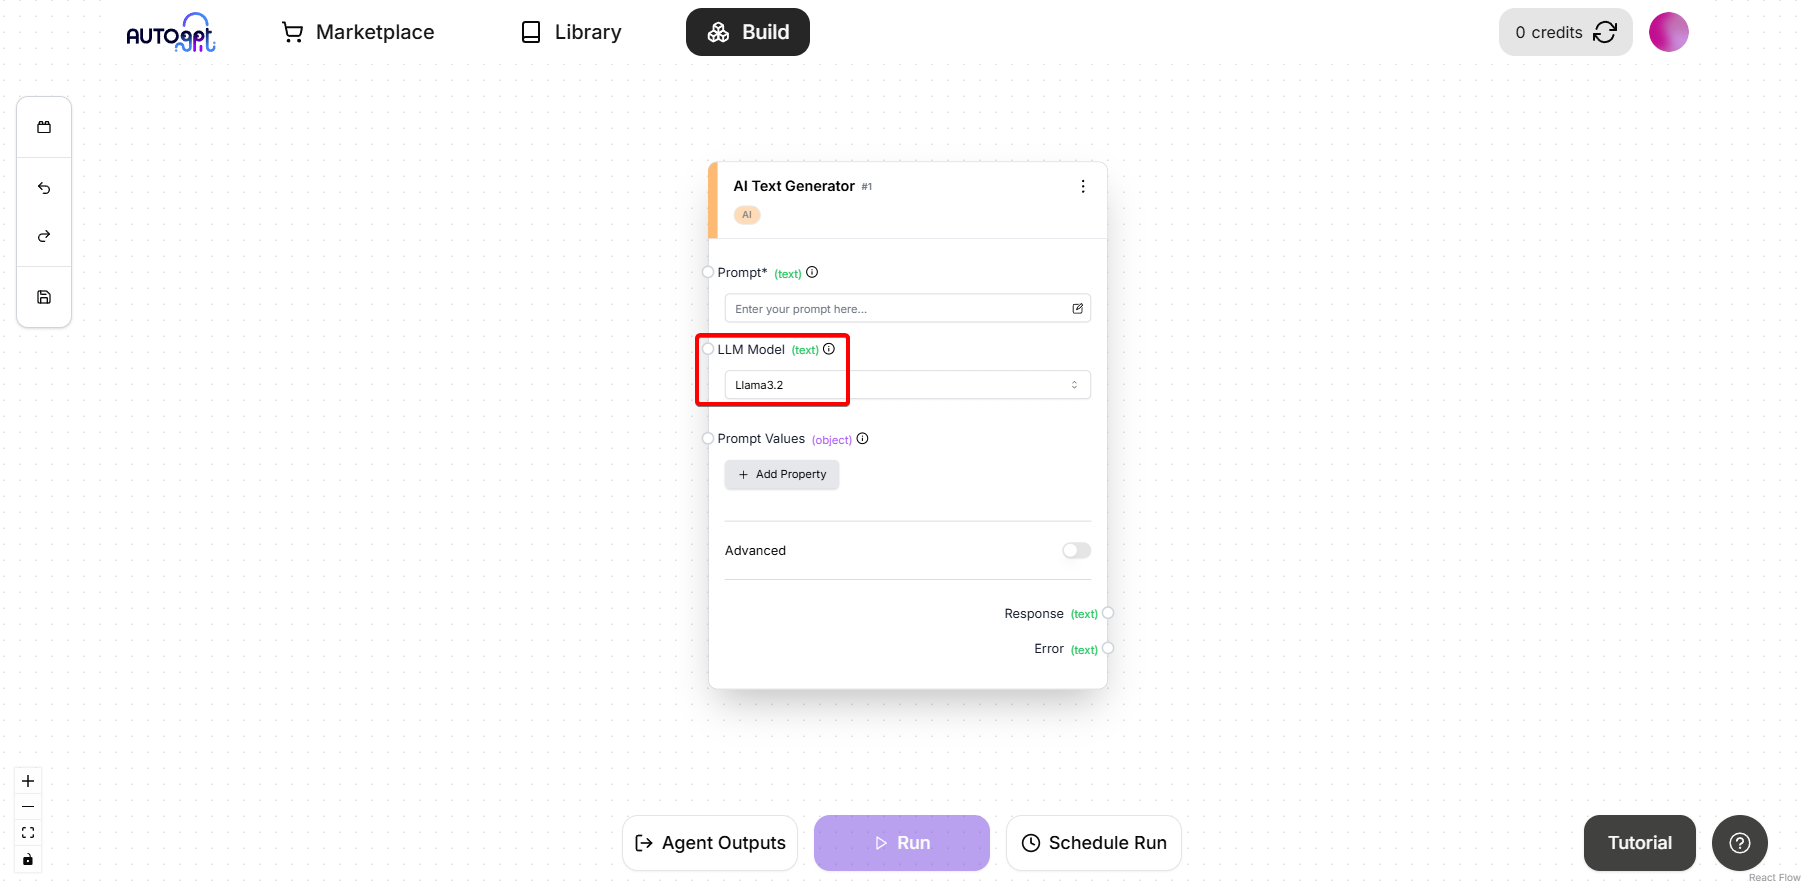 AUTOgpt
Marketplace
Library
Build
0 credits
AI Text Generator #1
AI
Prompt* (text)
Enter your prompt here...
LLM Model (text)
Llama3.2
Prompt Values (object)
Add Property
Advanced
Response (text)
Error (text)
Agent Outputs
Run
Schedule Run
Tutorial
React Flow